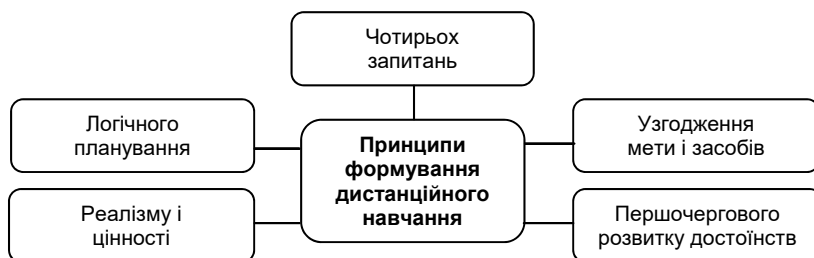 Чотирьох
запитань
Логічного
планування
Принципи
формування
дистанційного
навчання
Узгодження
мети і засобів
Реалізму і
цінності
Першочергового
розвитку достоїнств